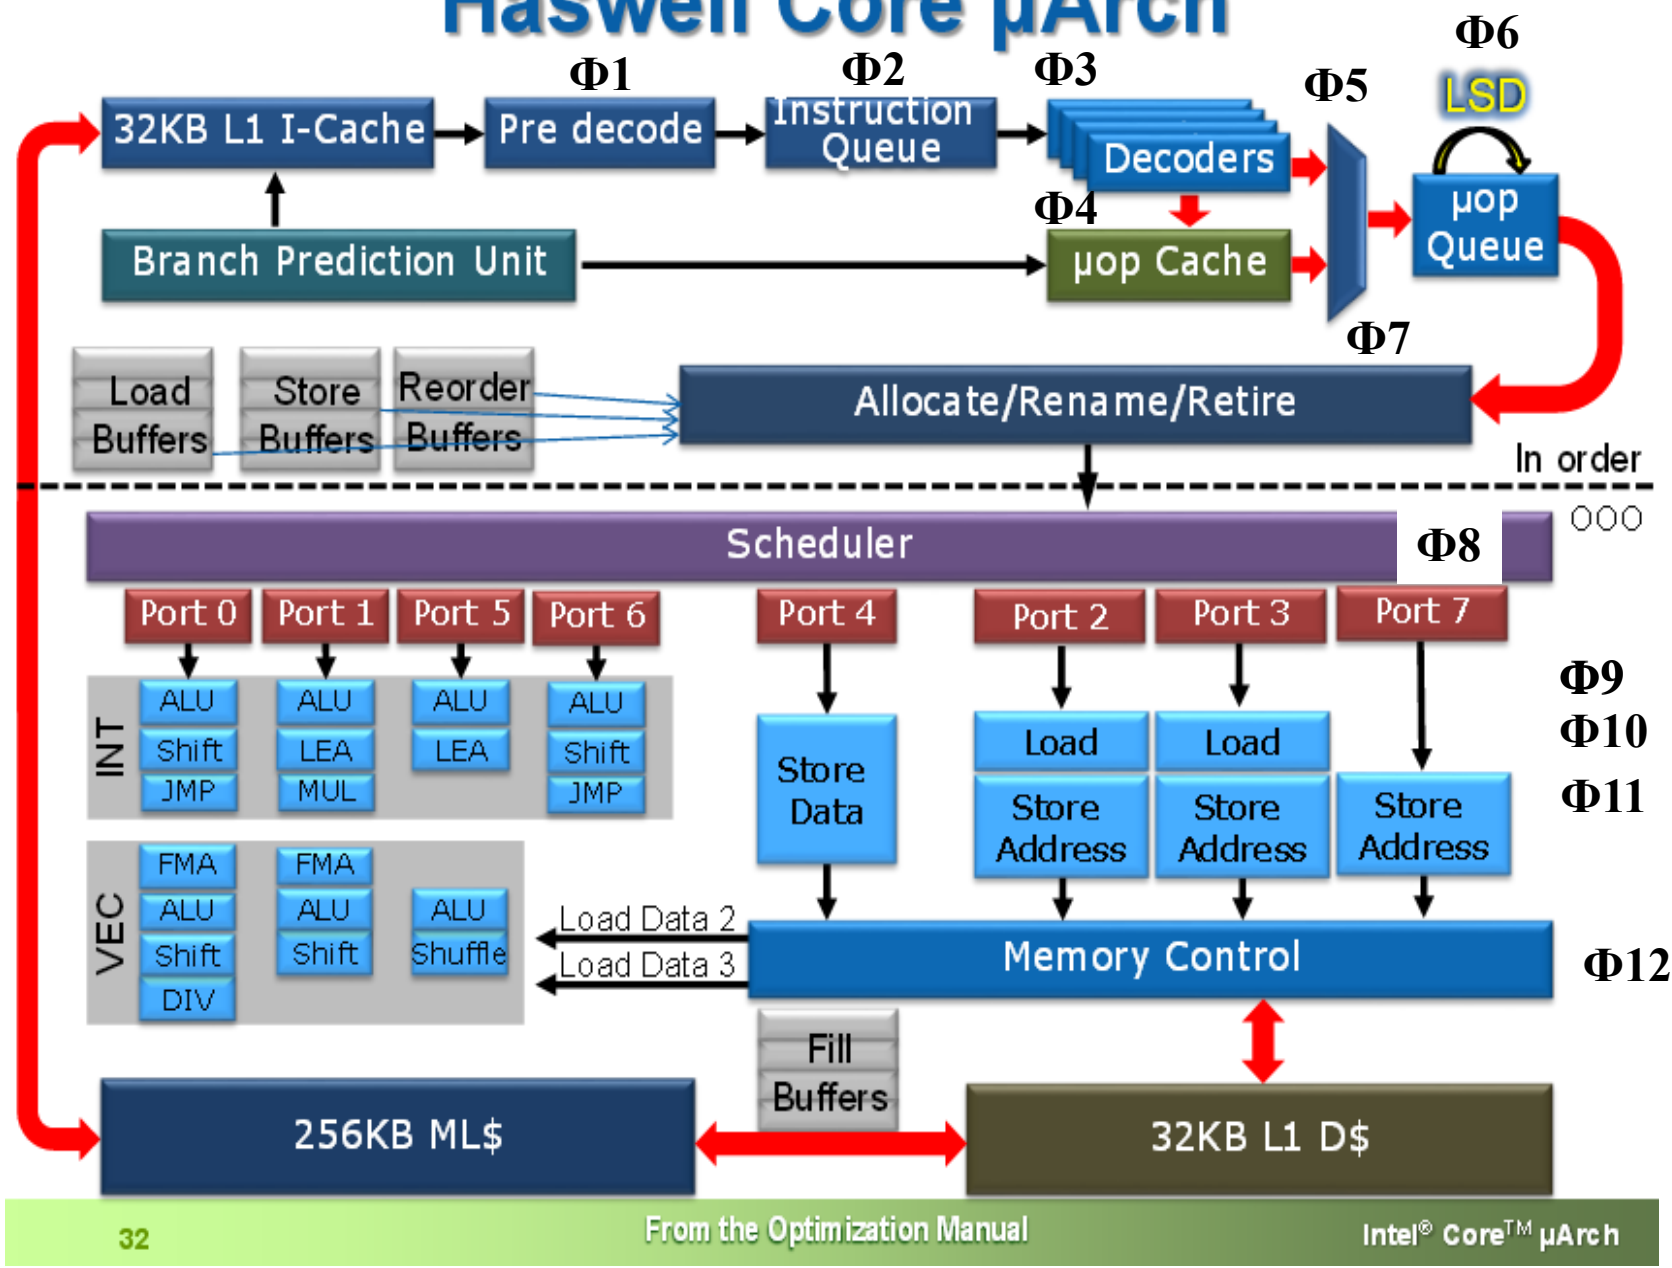 Haswell Core µArch
Φ1
Φ2
Φ3
Φ5
Φ6
LSD
32KB L1 I-Cache
Pre decode
Instruction
Queue
Decoders
µop
Queue
Φ4
Branch Prediction Unit
µop Cache
Φ7
Load
Buffers
Store
Buffers
Reorder
Buffers
Allocate/Rename/Retire
In order
OOO
Scheduler
Φ8
Port 0
Port 1
Port 5
Port 6
Port 4
Port 2
Port 3
Port 7
INT
ALU
Shift
JMP
ALU
LEA
MUL
ALU
LEA
ALU
Shift
JMP
Store
Data
Load
Store
Address
Load
Store
Address
Store
Address
Φ9
Φ10
Φ11
VEC
FMA
ALU
Shift
DIV
FMA
ALU
Shift
ALU
Shuffle
Load Data 2
Load Data 3
Memory Control
Φ12
Fill
Buffers
256KB ML$
32KB L1 D$
32
From the Optimization Manual
Intel® Core™ µArch